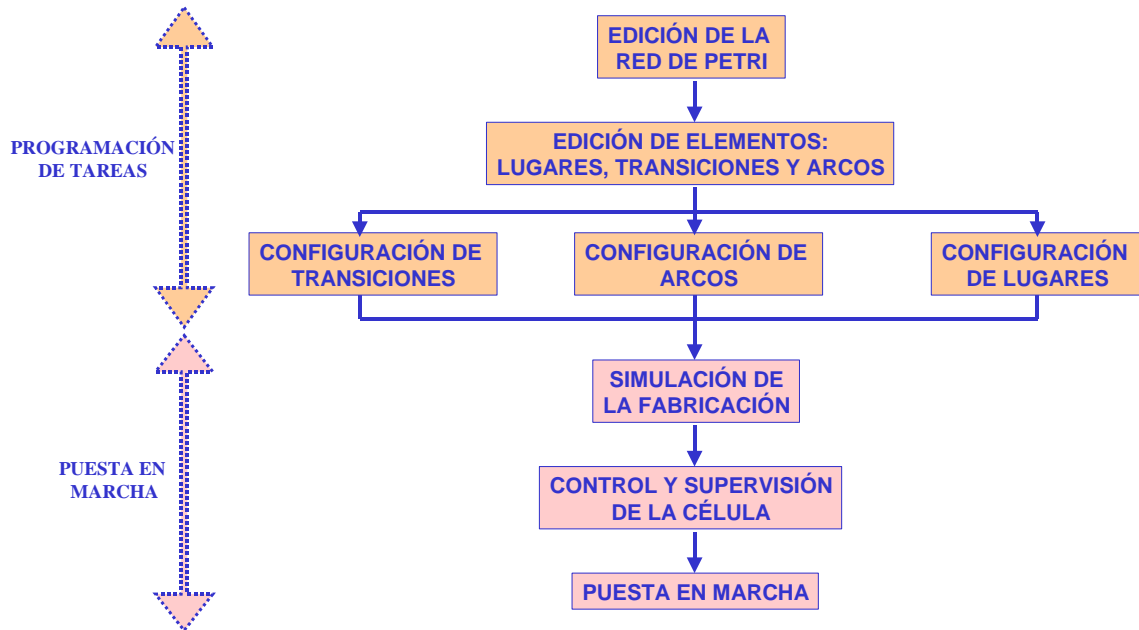 EDICIÓN DE LA
RED DE PETRI
PROGRAMACIÓN
DE TAREAS
EDICIÓN DE ELEMENTOS:
LUGARES, TRANSICIONES Y ARCOS
CONFIGURACIÓN DE
TRANSICIONES
CONFIGURACIÓN DE
ARCOS
CONFIGURACIÓN
DE LUGARES
SIMULACIÓN DE
LA FABRICACIÓN
PUESTA EN
MARCHA
CONTROL Y SUPERVISIÓN
DE LA CÉLULA
PUESTA EN MARCHA